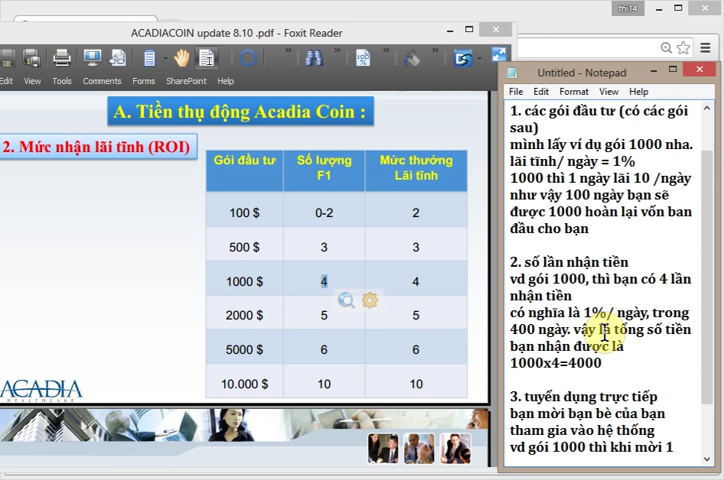 thi14
ACADIACOIN update 8.10 .pdf - Foxit Reader
Edit View Tools Comments Forms SharePoint Help
A. Tiền thụ động Acadia Coin :
2. Mức nhận lãi tĩnh (ROI)
Gói đầu tư Số lượng F1 Mức thưởng Lãi tĩnh
100 $ 0-2 2
500 $ 3 3
1000 $ 4 4
2000 $ 5 5
5000 $ 6 6
10.000 $ 10 10
ACADIA
Untitled - Notepad
File Edit Format View Help
1. các gói đầu tư (có các gói
sau)
mình lấy ví dụ gói 1000 nha.
lãi tĩnh/ ngày = 1%
1000 thì 1 ngày lãi 10 /ngày
như vậy 100 ngày bạn sẽ
được 1000 hoàn lại vốn ban
đầu cho bạn
2. số lần nhận tiền
vd gói 1000, thì bạn có 4 lần
nhận tiền
có nghĩa là 1%/ ngày, trong
400 ngày. vậy là tổng số tiền
bạn nhận được là
1000x4=4000
3. tuyển dụng trực tiếp
bạn mời bạn bè của bạn
tham gia vào hệ thống
vd gói 1000 thì khi mời 1